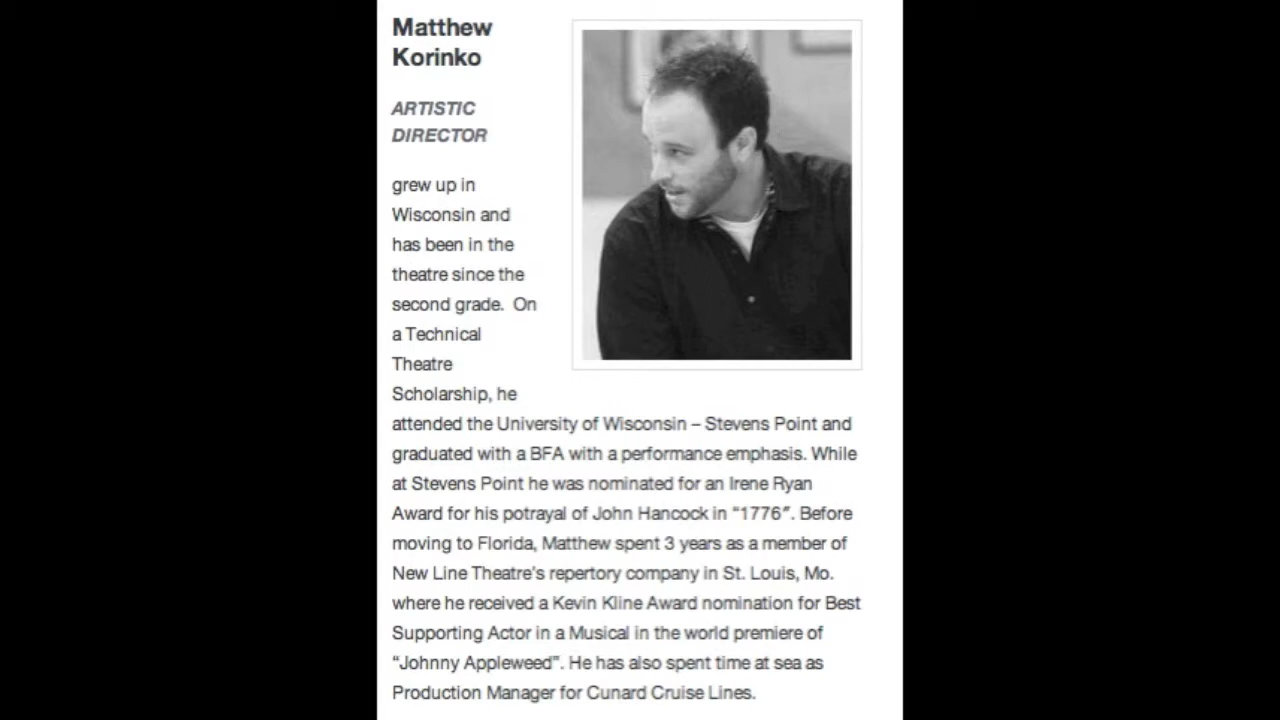 Matthew
Korinko
ARTISTIC
DIRECTOR
grew up in
Wisconsin and
has been in the
theatre since the
second grade.  On
a Technical
Theatre
Scholarship, he
attended the University of Wisconsin – Stevens Point and
graduated with a BFA with a performance emphasis. While
at Stevens Point he was nominated for an Irene Ryan
Award for his potrayal of John Hancock in “1776″. Before
moving to Florida, Matthew spent 3 years as a member of
New Line Theatre's repertory company in St. Louis, Mo.
where he received a Kevin Kline Award nomination for Best
Supporting Actor in a Musical in the world premiere of
“Johnny Appleweed”. He has also spent time at sea as
Production Manager for Cunard Cruise Lines.